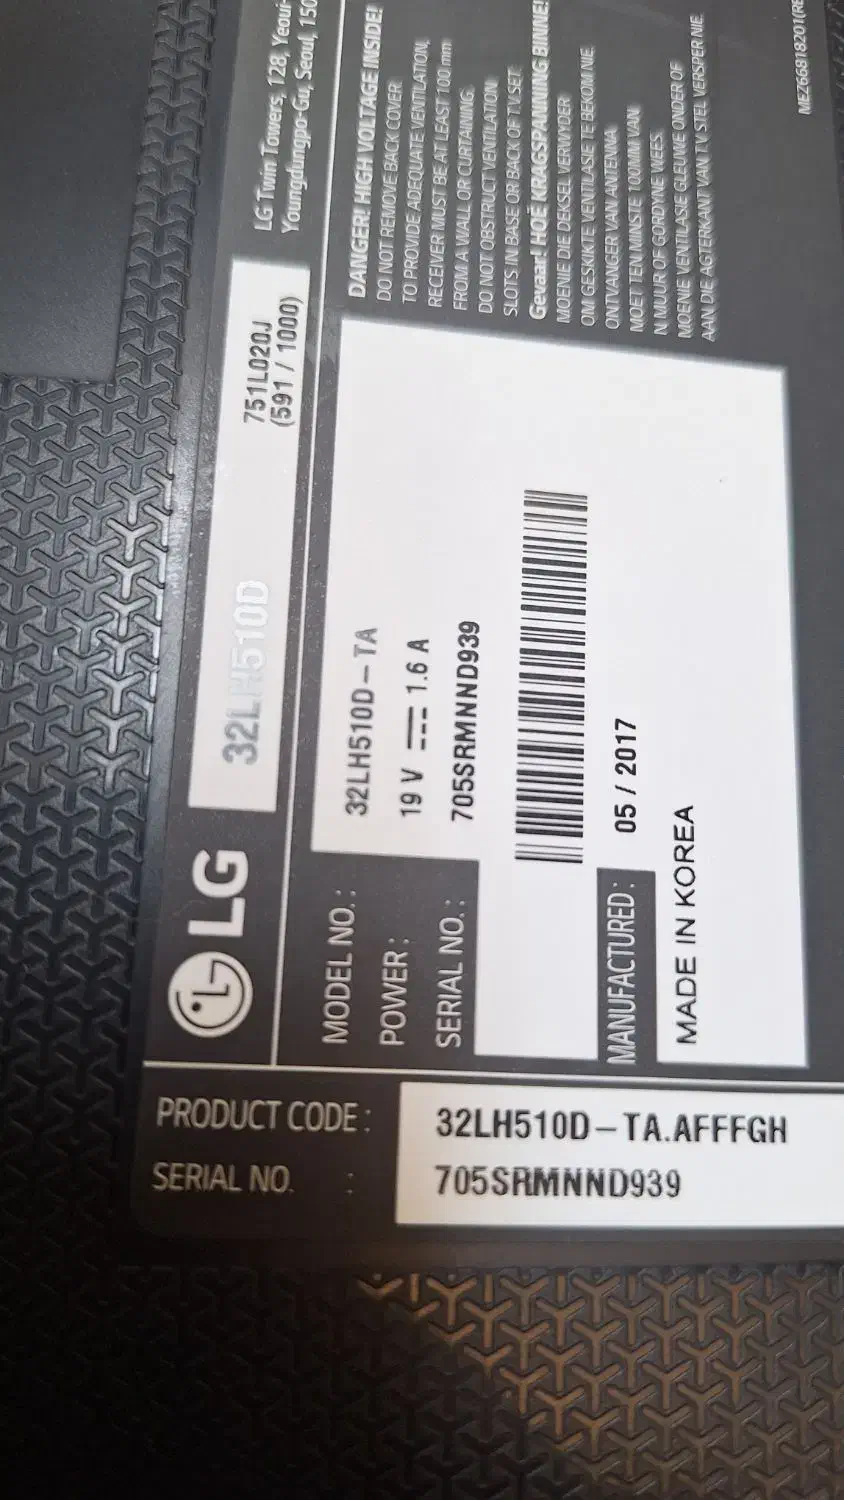 LG
32LH510D
751L020J
(591 / 1000)
LG Twin Towers, 128, Yeoui-
Youngdungpo-Gu, Seoul, 150
MODEL NO. :
32LH510D-TA
POWER :
19 V ⎓ 1.6 A
SERIAL NO. :
705SRMNND939
MANUFACTURED :
05 / 2017
MADE IN KOREA
DANGER! HIGH VOLTAGE INSIDE!
DO NOT REMOVE BACK COVER
TO PROVIDE ADEQUATE VENTILATION,
RECEIVER MUST BE AT LEAST 100 mm
FROM A WALL OR CURTAINING.
DO NOT OBSTRUCT VENTILATION
SLOTS IN BASE OR BACK OF TV SET.
Gevaar! HOË KRAGSPANNING BINNE!
MOENIE DIE DEKSEL VERWYDER
OM GESKIKTE VENTILASIE TE BEKOM NIE.
ONTVANGER VAN ANTENNA
MOET TEN MINSTE 100MM VAN
'N MUUR OF GORDYNE WEES.
MOENIE VENTILASIE GLEUWE ONDER OF
AAN DIE AGTERKANT VAN TV STEL VERSPER NIE.
MEZ66818201(RE
PRODUCT CODE :
32LH510D-TA.AFFFGH
SERIAL NO. :
705SRMNND939